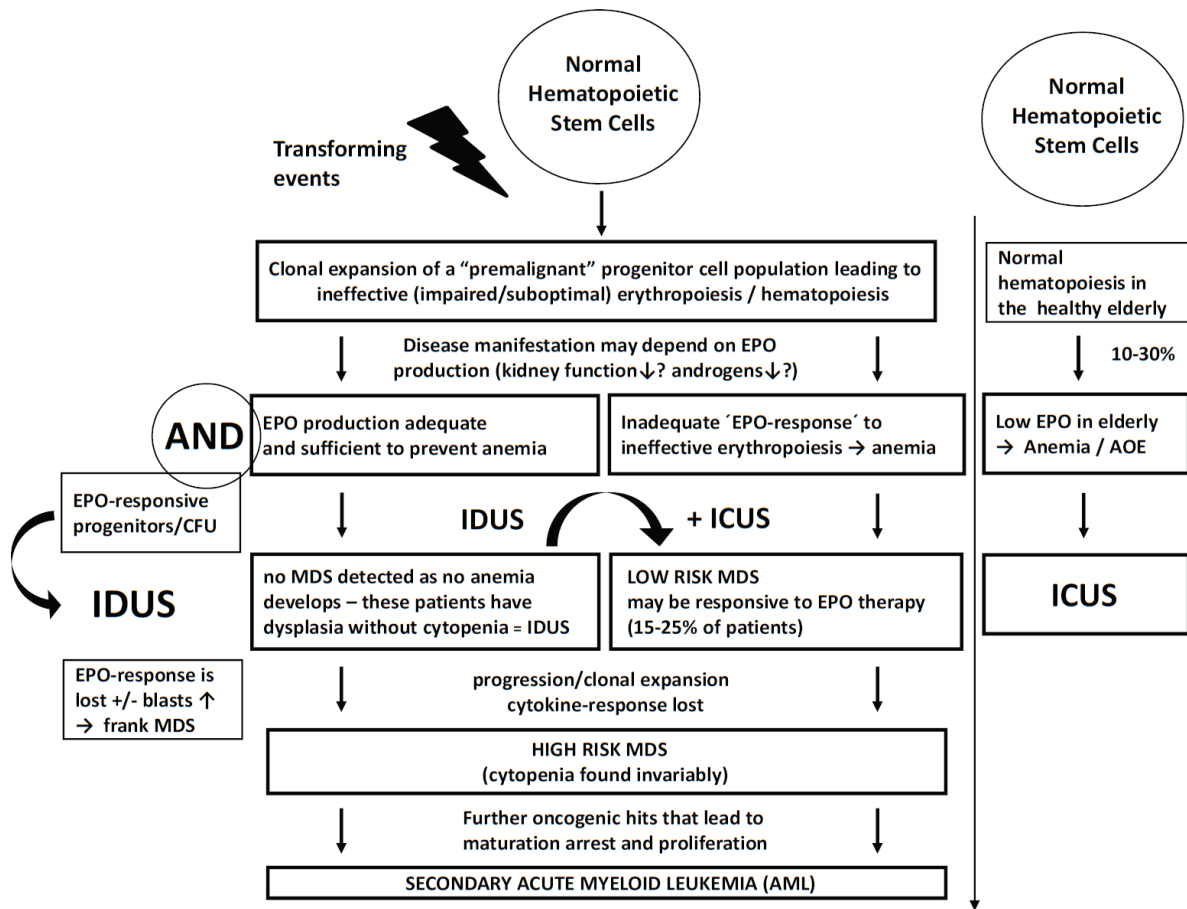 Normal
Hematopoietic
Stem Cells
Transforming
events
Clonal expansion of a “premalignant” progenitor cell population leading to
ineffective (impaired/suboptimal) erythropoiesis / hematopoiesis
Disease manifestation may depend on EPO
production (kidney function↓? androgens↓?)
AND
EPO production adequate
and sufficient to prevent anemia
Inadequate ´EPO-response´ to
ineffective erythropoiesis → anemia
EPO-responsive
progenitors/CFU
IDUS
+ ICUS
IDUS
no MDS detected as no anemia
develops – these patients have
dysplasia without cytopenia = IDUS
LOW RISK MDS
may be responsive to EPO therapy
(15-25% of patients)
EPO-response is
lost +/- blasts ↑
→ frank MDS
progression/clonal expansion
cytokine-response lost
HIGH RISK MDS
(cytopenia found invariably)
Further oncogenic hits that lead to
maturation arrest and proliferation
SECONDARY ACUTE MYELOID LEUKEMIA (AML)
Normal
Hematopoietic
Stem Cells
Normal
hematopoiesis in
the healthy elderly
10-30%
Low EPO in elderly
→ Anemia / AOE
ICUS